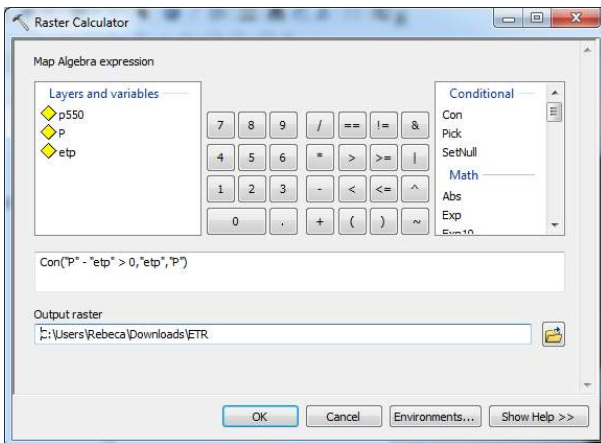 Raster Calculator
Map Algebra expression
Layers and variables
p550
P
etp
7 8 9 / == != &
4 5 6 * > >= |
1 2 3 - < <= ^
0 . + ( ) ~
Conditional
Con
Pick
SetNull
Math
Abs
Exp
Exp10
Con("P" - "etp" > 0,"etp","P")
Output raster
C:\Users\Rebeca\Downloads\ETR
OK Cancel Environments... Show Help >>